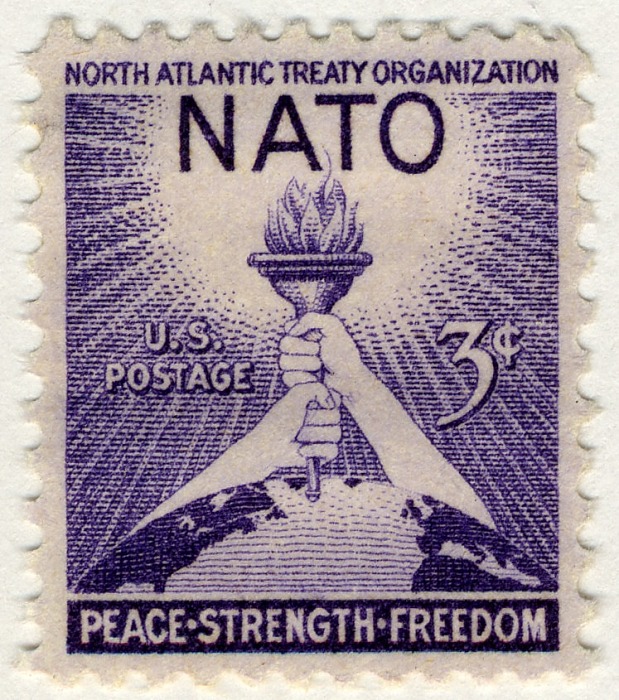 NORTH ATLANTIC TREATY ORGANIZATION
NATO
U.S.
POSTAGE
3¢
PEACE·STRENGTH·FREEDOM